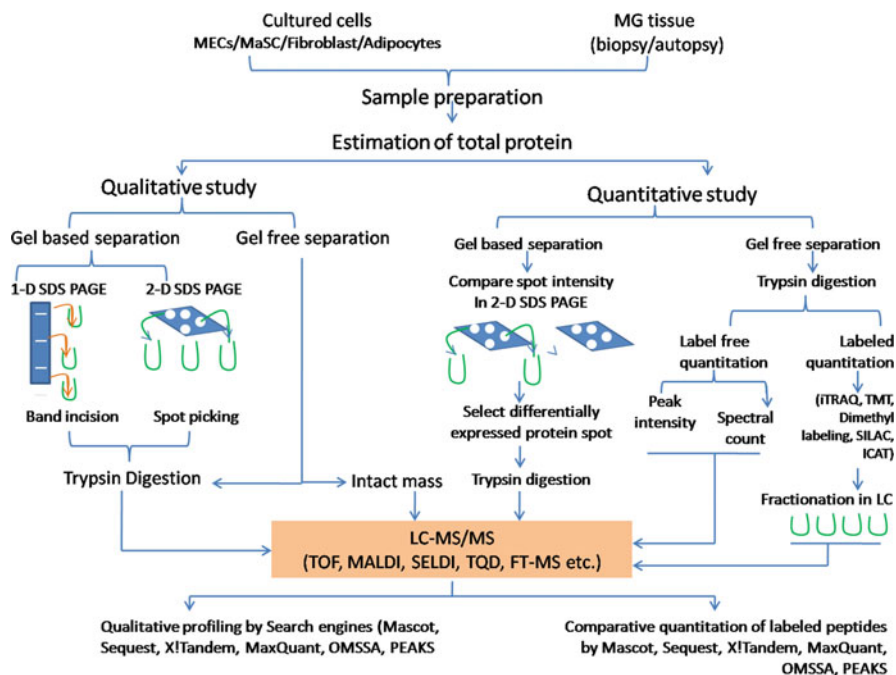 Cultured cells
MECs/MaSC/Fibroblast/Adipocytes
MG tissue
(biopsy/autopsy)
Sample preparation
Estimation of total protein
Qualitative study
Quantitative study
Gel based separation
Gel free separation
Gel based separation
Gel free separation
1-D SDS PAGE
2-D SDS PAGE
Compare spot intensity
In 2-D SDS PAGE
Trypsin digestion
Label free
quantitation
Labeled
quantitation
Band incision
Spot picking
Select differentially
expressed protein spot
Peak
intensity
Spectral
count
(iTRAQ, TMT,
Dimethyl
labeling, SILAC,
ICAT)
Trypsin Digestion
Intact mass
Trypsin digestion
Fractionation in LC
LC-MS/MS
(TOF, MALDI, SELDI, TQD, FT-MS etc.)
Qualitative profiling by Search engines (Mascot,
Sequest, X!Tandem, MaxQuant, OMSSA, PEAKS
Comparative quantitation of labeled peptides
by Mascot, Sequest, X!Tandem, MaxQuant,
OMSSA, PEAKS